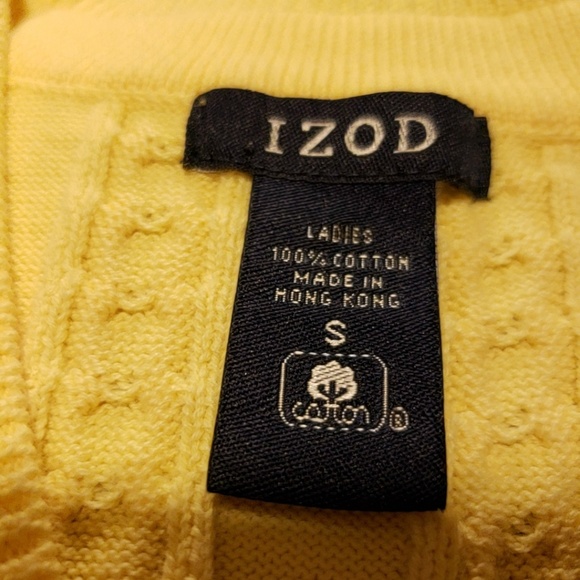 IZOD
LADIES
100% COTTON
MADE IN
HONG KONG
S
cotton ®